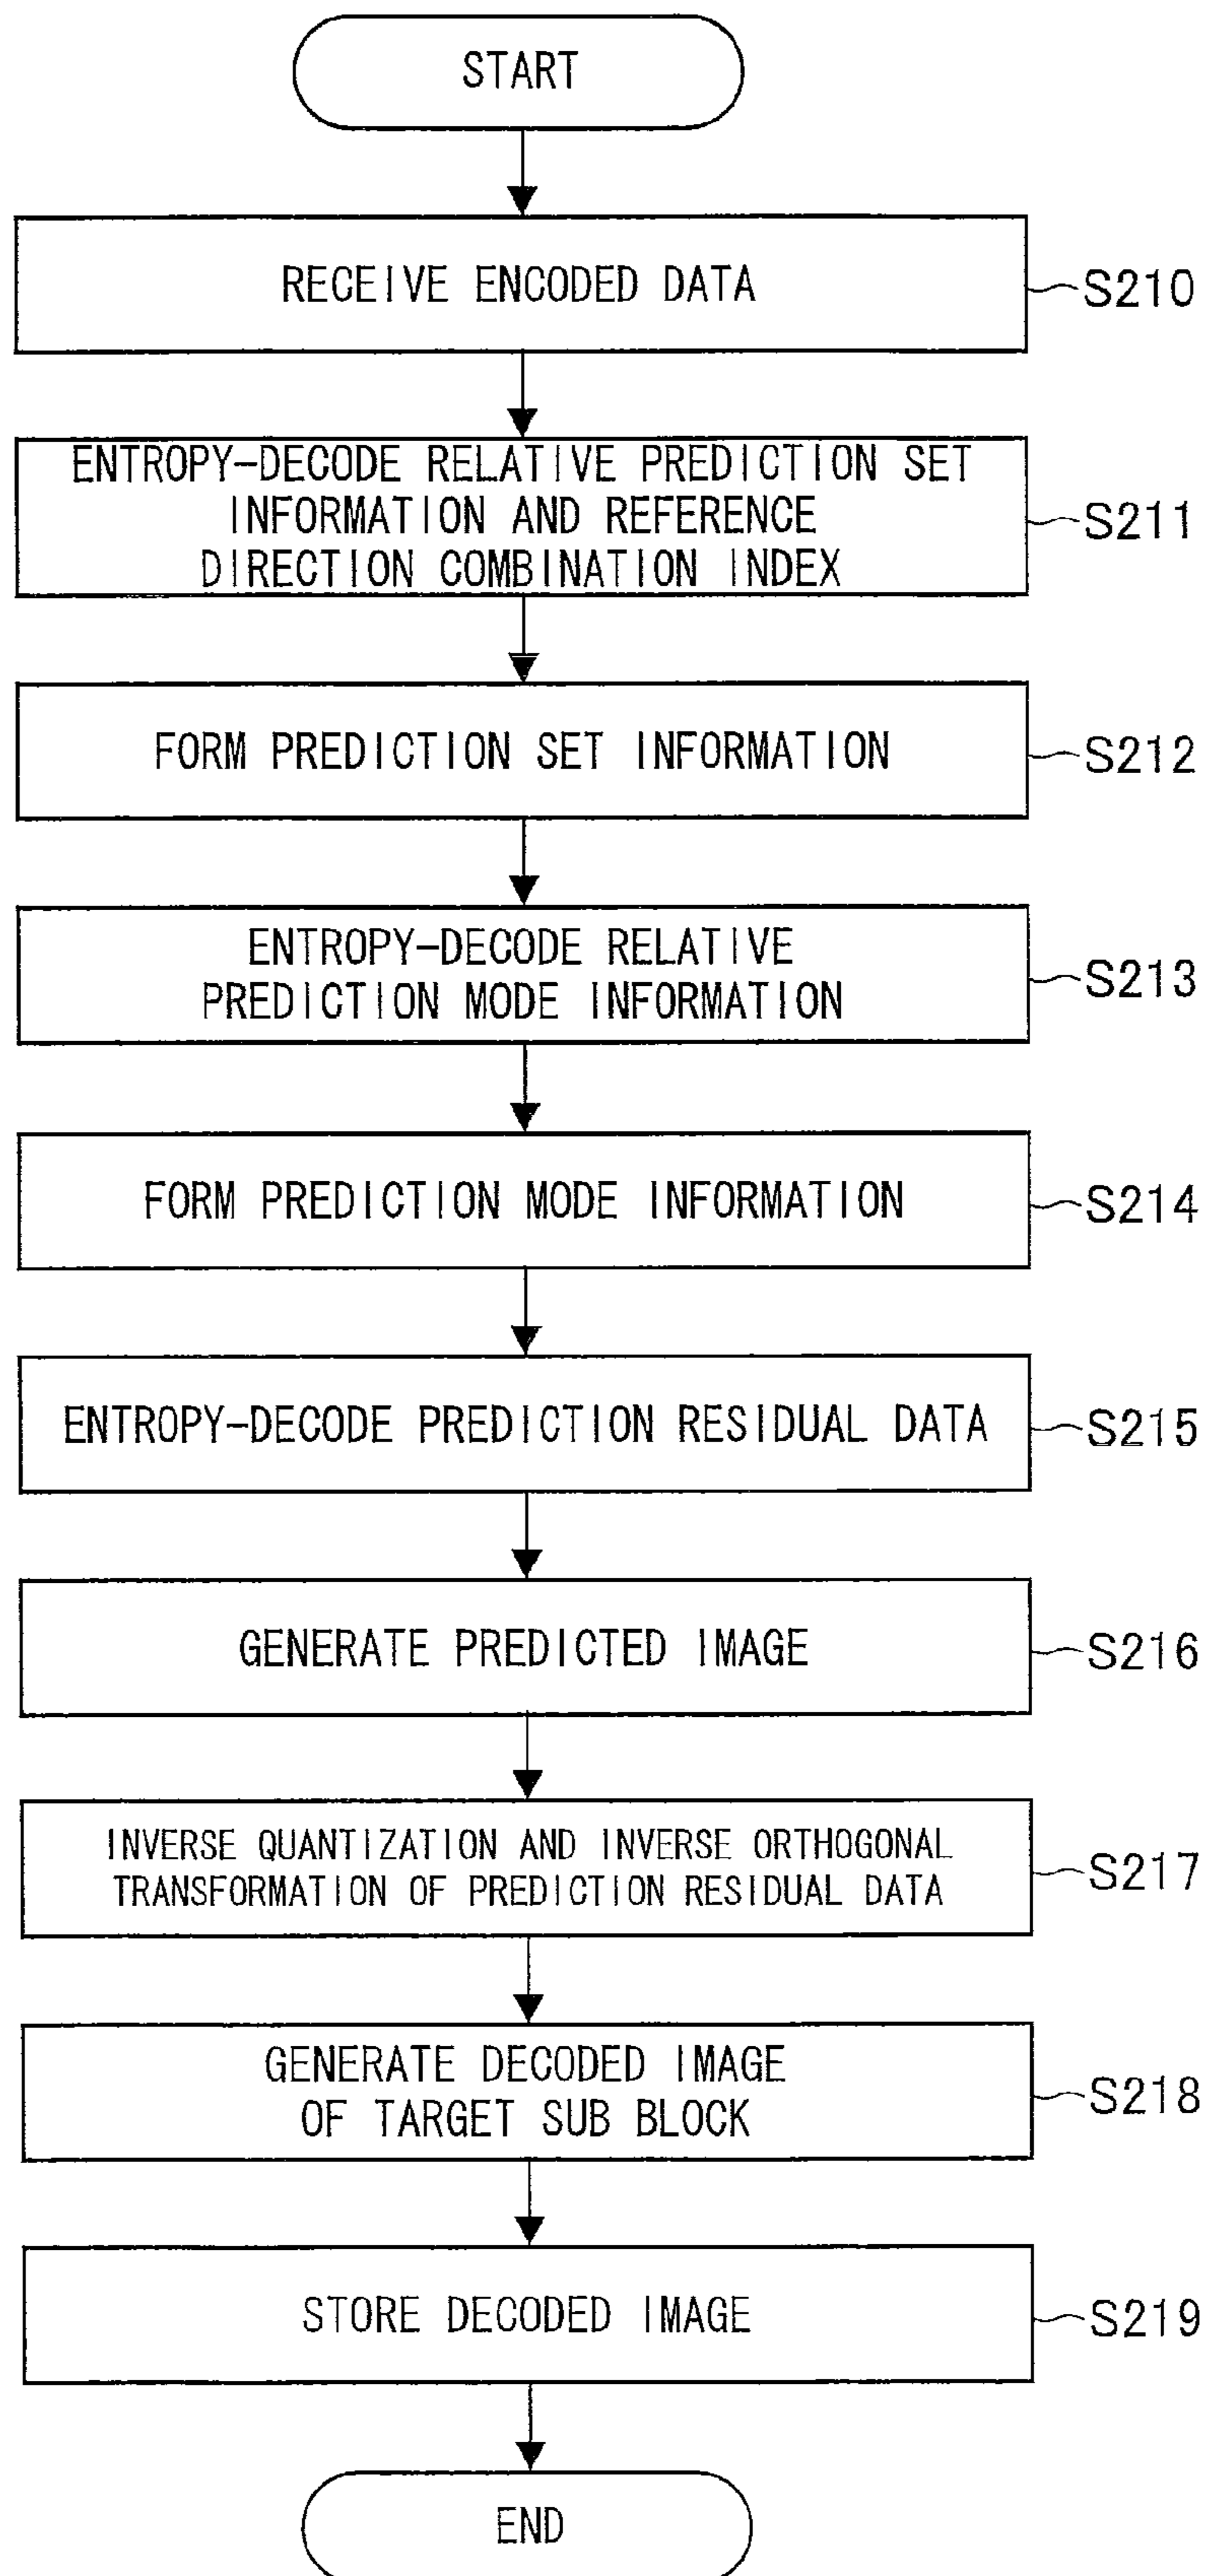 START
RECEIVE ENCODED DATA
S210
ENTROPY-DECODE RELATIVE PREDICTION SET
INFORMATION AND REFERENCE
DIRECTION COMBINATION INDEX
S211
FORM PREDICTION SET INFORMATION
S212
ENTROPY-DECODE RELATIVE
PREDICTION MODE INFORMATION
S213
FORM PREDICTION MODE INFORMATION
S214
ENTROPY-DECODE PREDICTION RESIDUAL DATA
S215
GENERATE PREDICTED IMAGE
S216
INVERSE QUANTIZATION AND INVERSE ORTHOGONAL
TRANSFORMATION OF PREDICTION RESIDUAL DATA
S217
GENERATE DECODED IMAGE
OF TARGET SUB BLOCK
S218
STORE DECODED IMAGE
S219
END